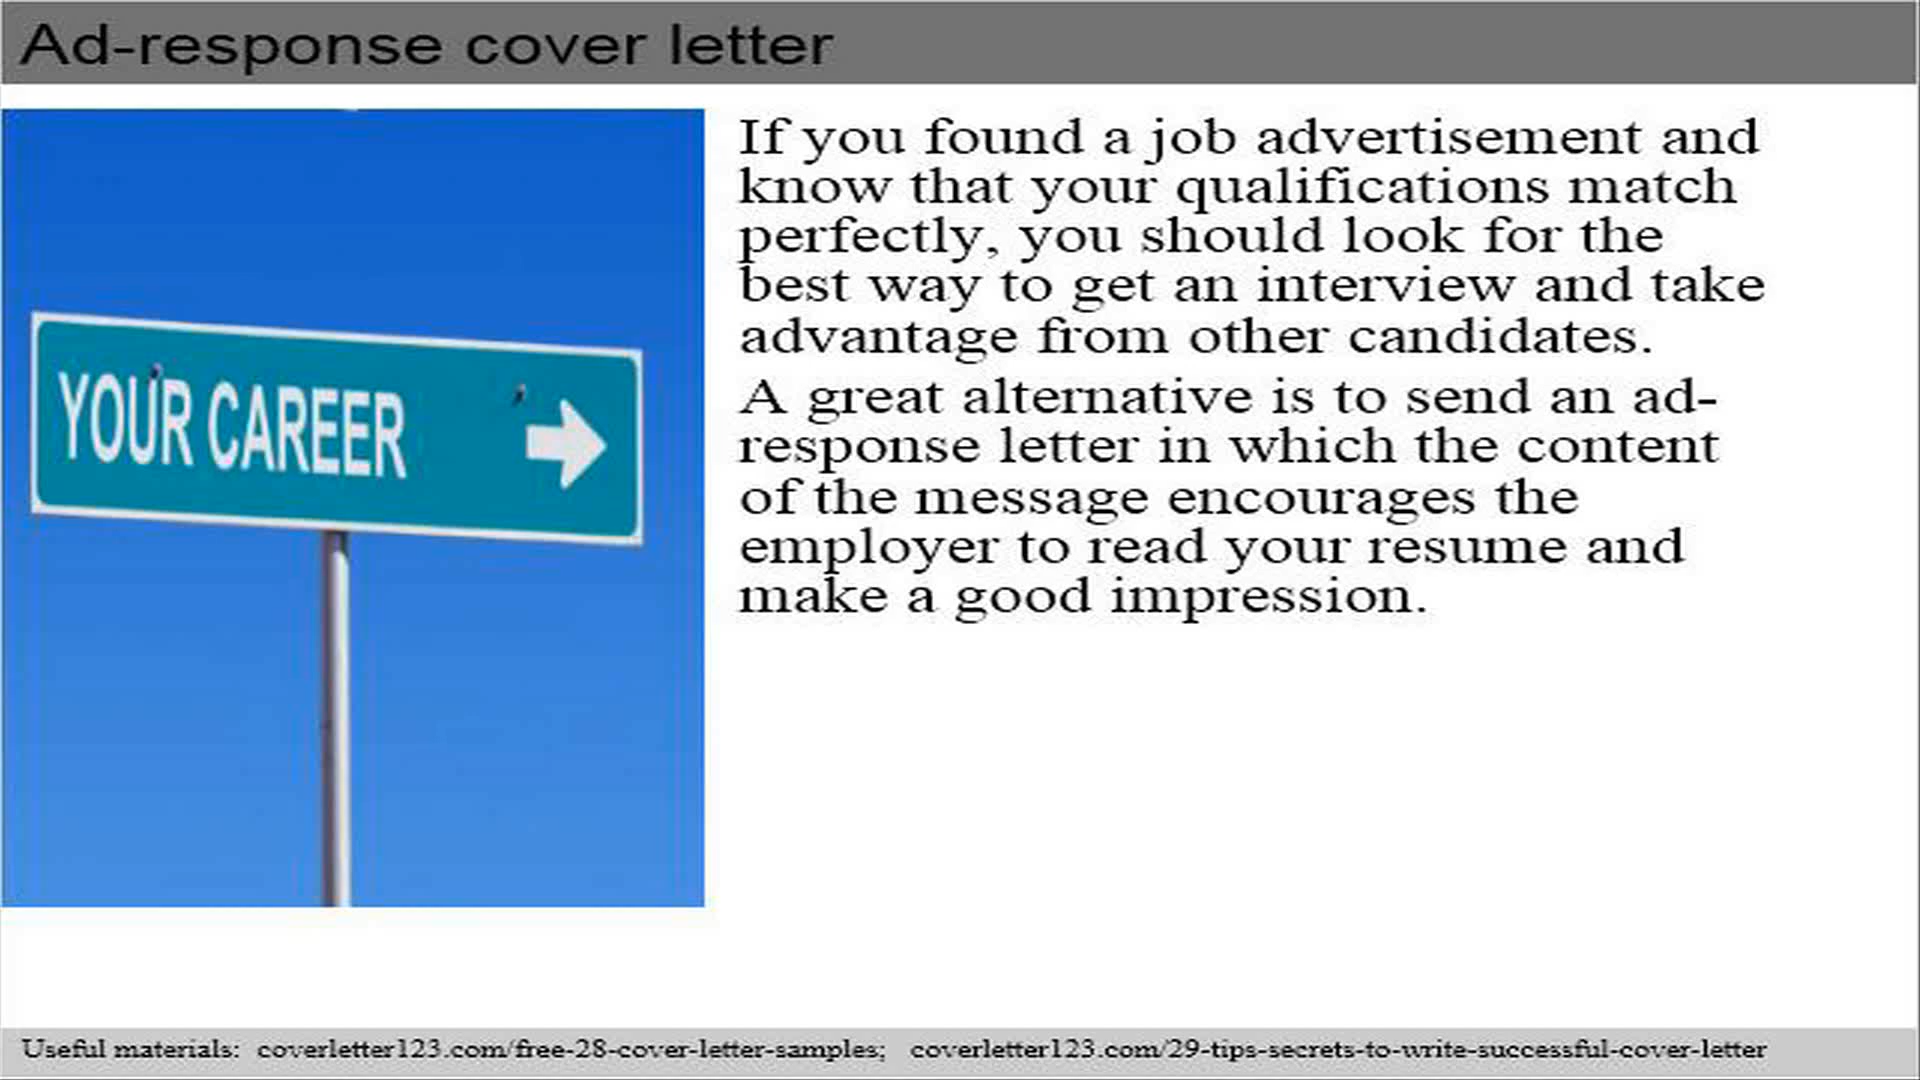 Ad-response cover letter
YOUR CAREER
If you found a job advertisement and
know that your qualifications match
perfectly, you should look for the
best way to get an interview and take
advantage from other candidates.
A great alternative is to send an ad-
response letter in which the content
of the message encourages the
employer to read your resume and
make a good impression.
Useful materials: coverletter123.com/free-28-cover-letter-samples; coverletter123.com/29-tips-secrets-to-write-successful-cover-letter